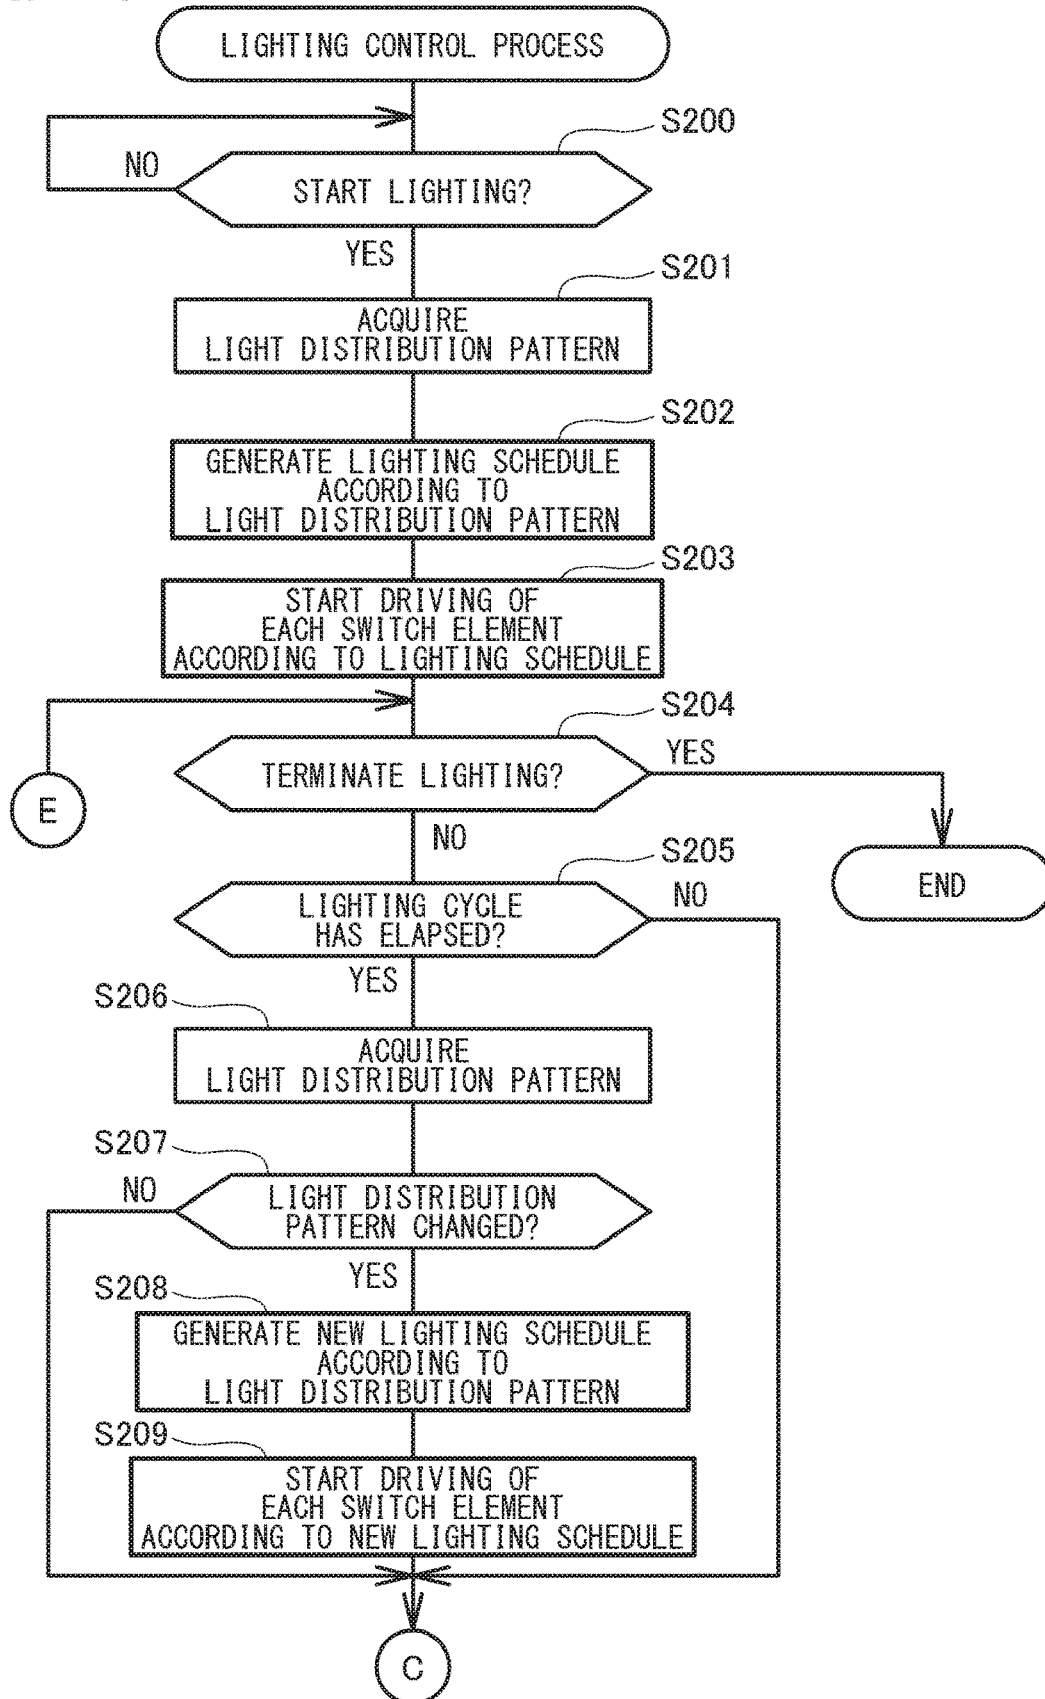 LIGHTING CONTROL PROCESS
S200
NO
START LIGHTING?
YES
S201
ACQUIRE
LIGHT DISTRIBUTION PATTERN
S202
GENERATE LIGHTING SCHEDULE
ACCORDING TO
LIGHT DISTRIBUTION PATTERN
S203
START DRIVING OF
EACH SWITCH ELEMENT
ACCORDING TO LIGHTING SCHEDULE
S204
YES
TERMINATE LIGHTING?
E
NO
S205
END
NO
LIGHTING CYCLE
HAS ELAPSED?
YES
S206
ACQUIRE
LIGHT DISTRIBUTION PATTERN
S207
NO
LIGHT DISTRIBUTION
PATTERN CHANGED?
YES
S208
GENERATE NEW LIGHTING SCHEDULE
ACCORDING TO
LIGHT DISTRIBUTION PATTERN
S209
START DRIVING OF
EACH SWITCH ELEMENT
ACCORDING TO NEW LIGHTING SCHEDULE
C